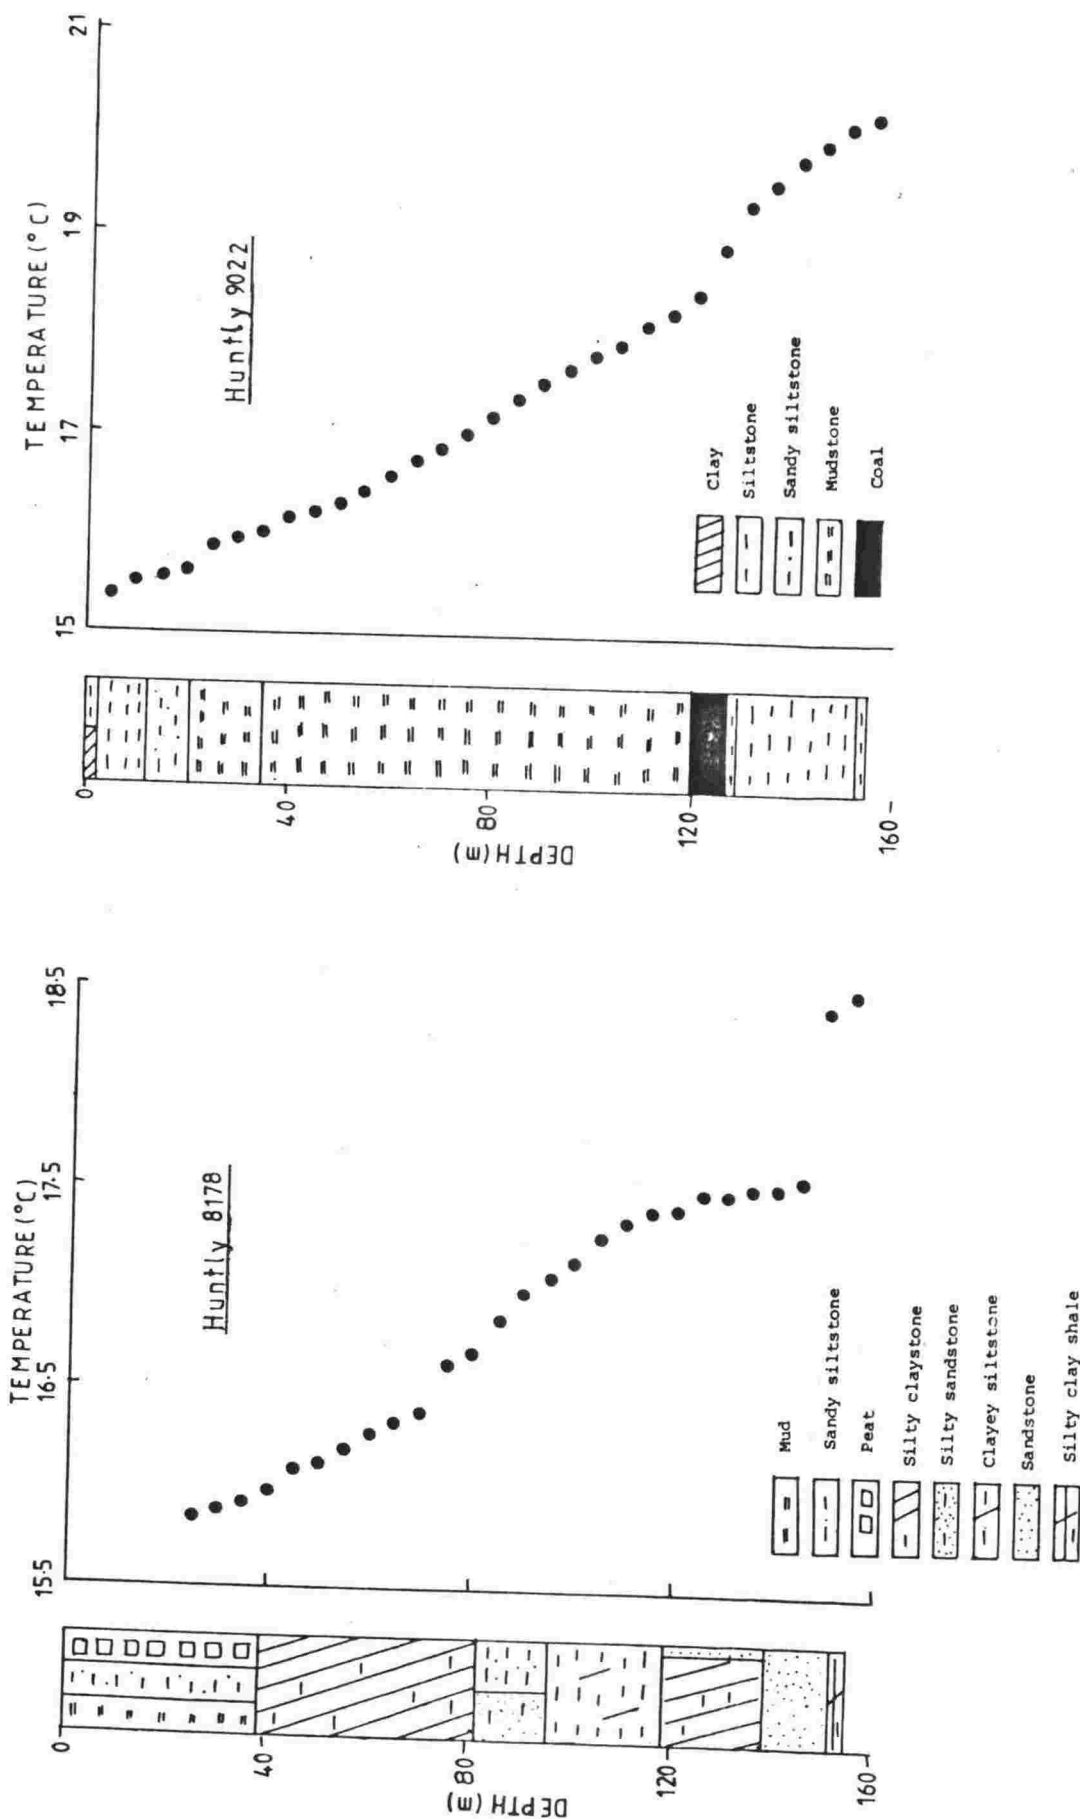 TEMPERATURE (°C)
15 17 19 21
Huntly 9022
0
40
80
120
160
DEPTH (m)
Clay
Siltstone
Sandy siltstone
Mudstone
Coal
TEMPERATURE (°C)
15·5 16·5 17·5 18·5
Huntly 8178
0
40
80
120
160
DEPTH (m)
Mud
Sandy siltstone
Peat
Silty claystone
Silty sandstone
Clayey siltstone
Sandstone
Silty clay shale